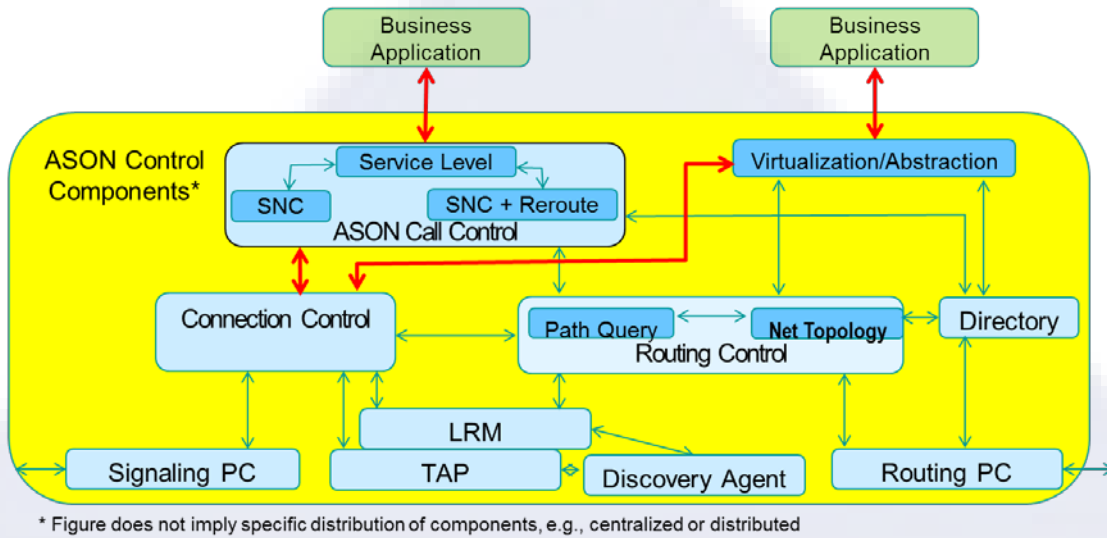 Business
Application
Business
Application
ASON Control
Components*
Service Level
SNC
SNC + Reroute
ASON Call Control
Virtualization/Abstraction
Connection Control
Path Query
Net Topology
Routing Control
Directory
LRM
Signaling PC
TAP
Discovery Agent
Routing PC
* Figure does not imply specific distribution of components, e.g., centralized or distributed